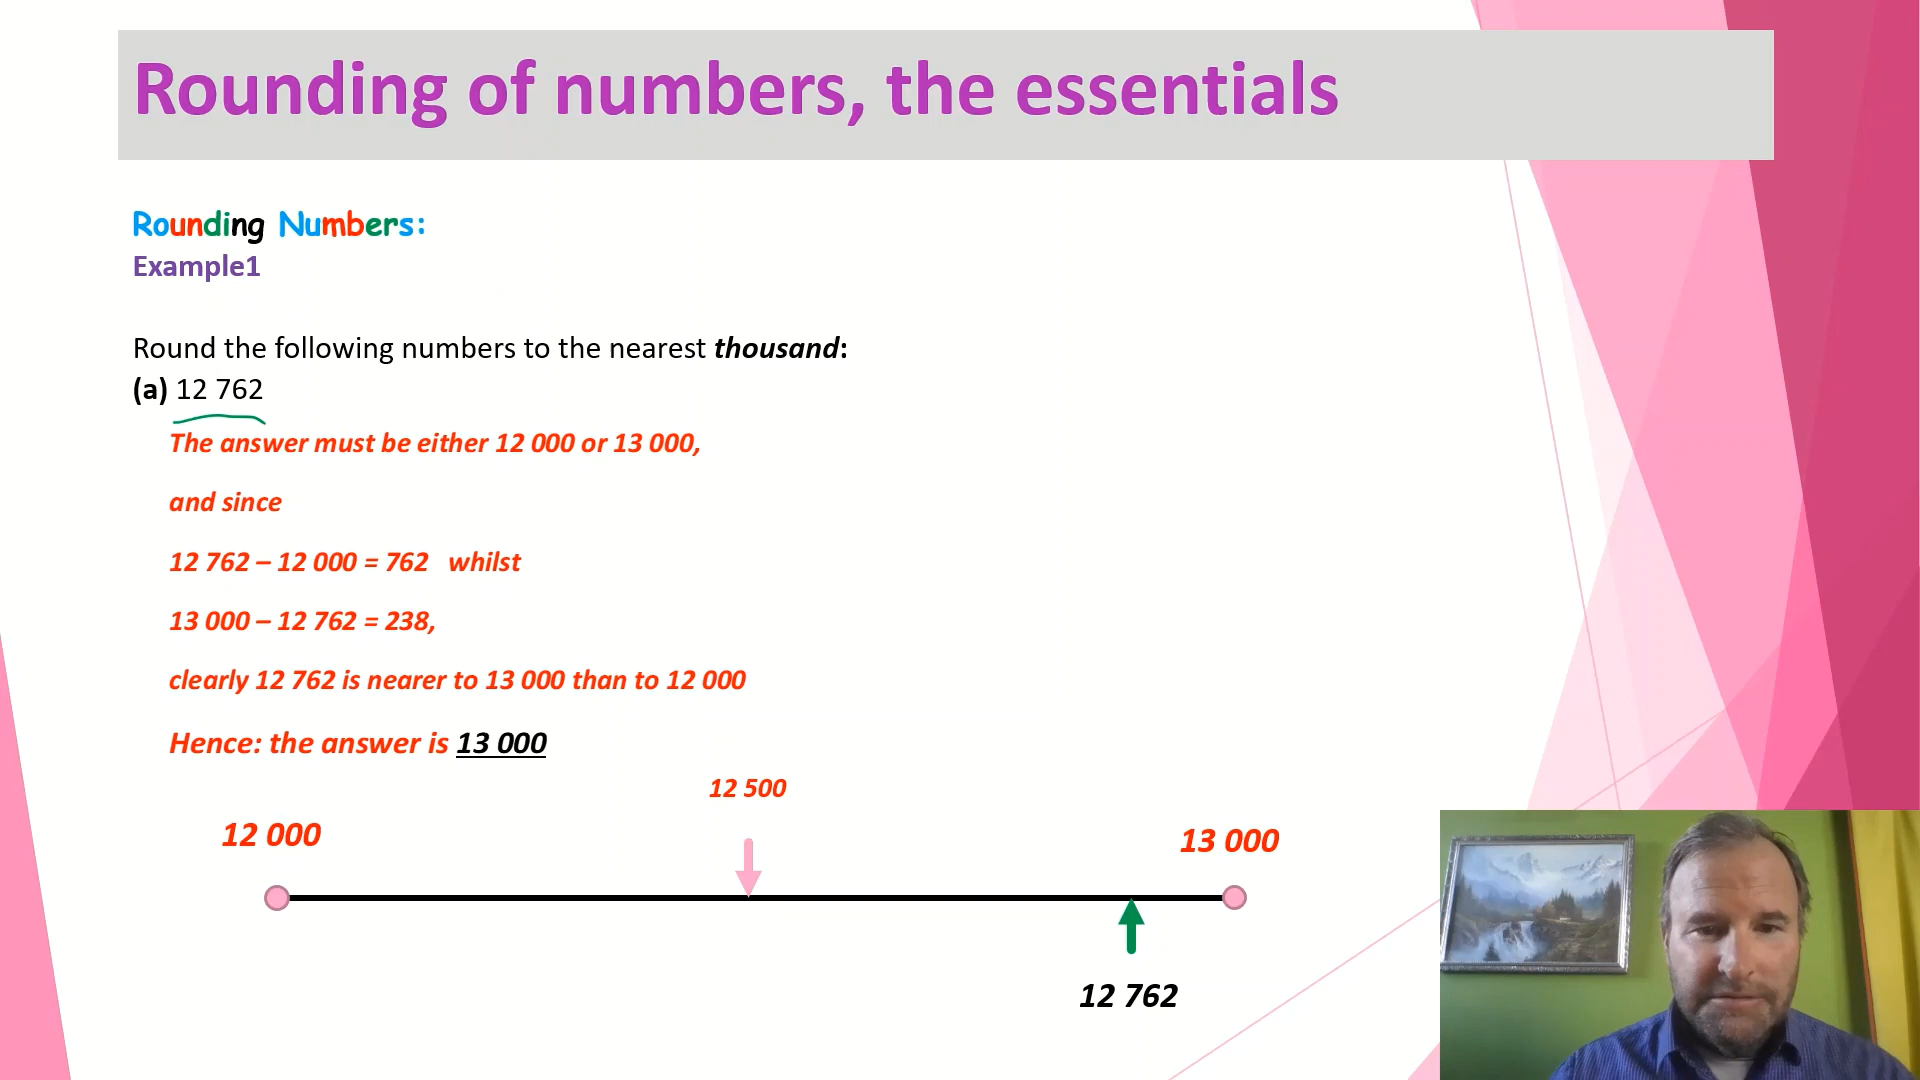 Rounding of numbers, the essentials
Rounding Numbers:
Example1
Round the following numbers to the nearest thousand:
(a) 12 762
The answer must be either 12 000 or 13 000,
and since
12 762 – 12 000 = 762 whilst
13 000 – 12 762 = 238,
clearly 12 762 is nearer to 13 000 than to 12 000
Hence: the answer is 13 000
12 500
12 000
13 000
12 762